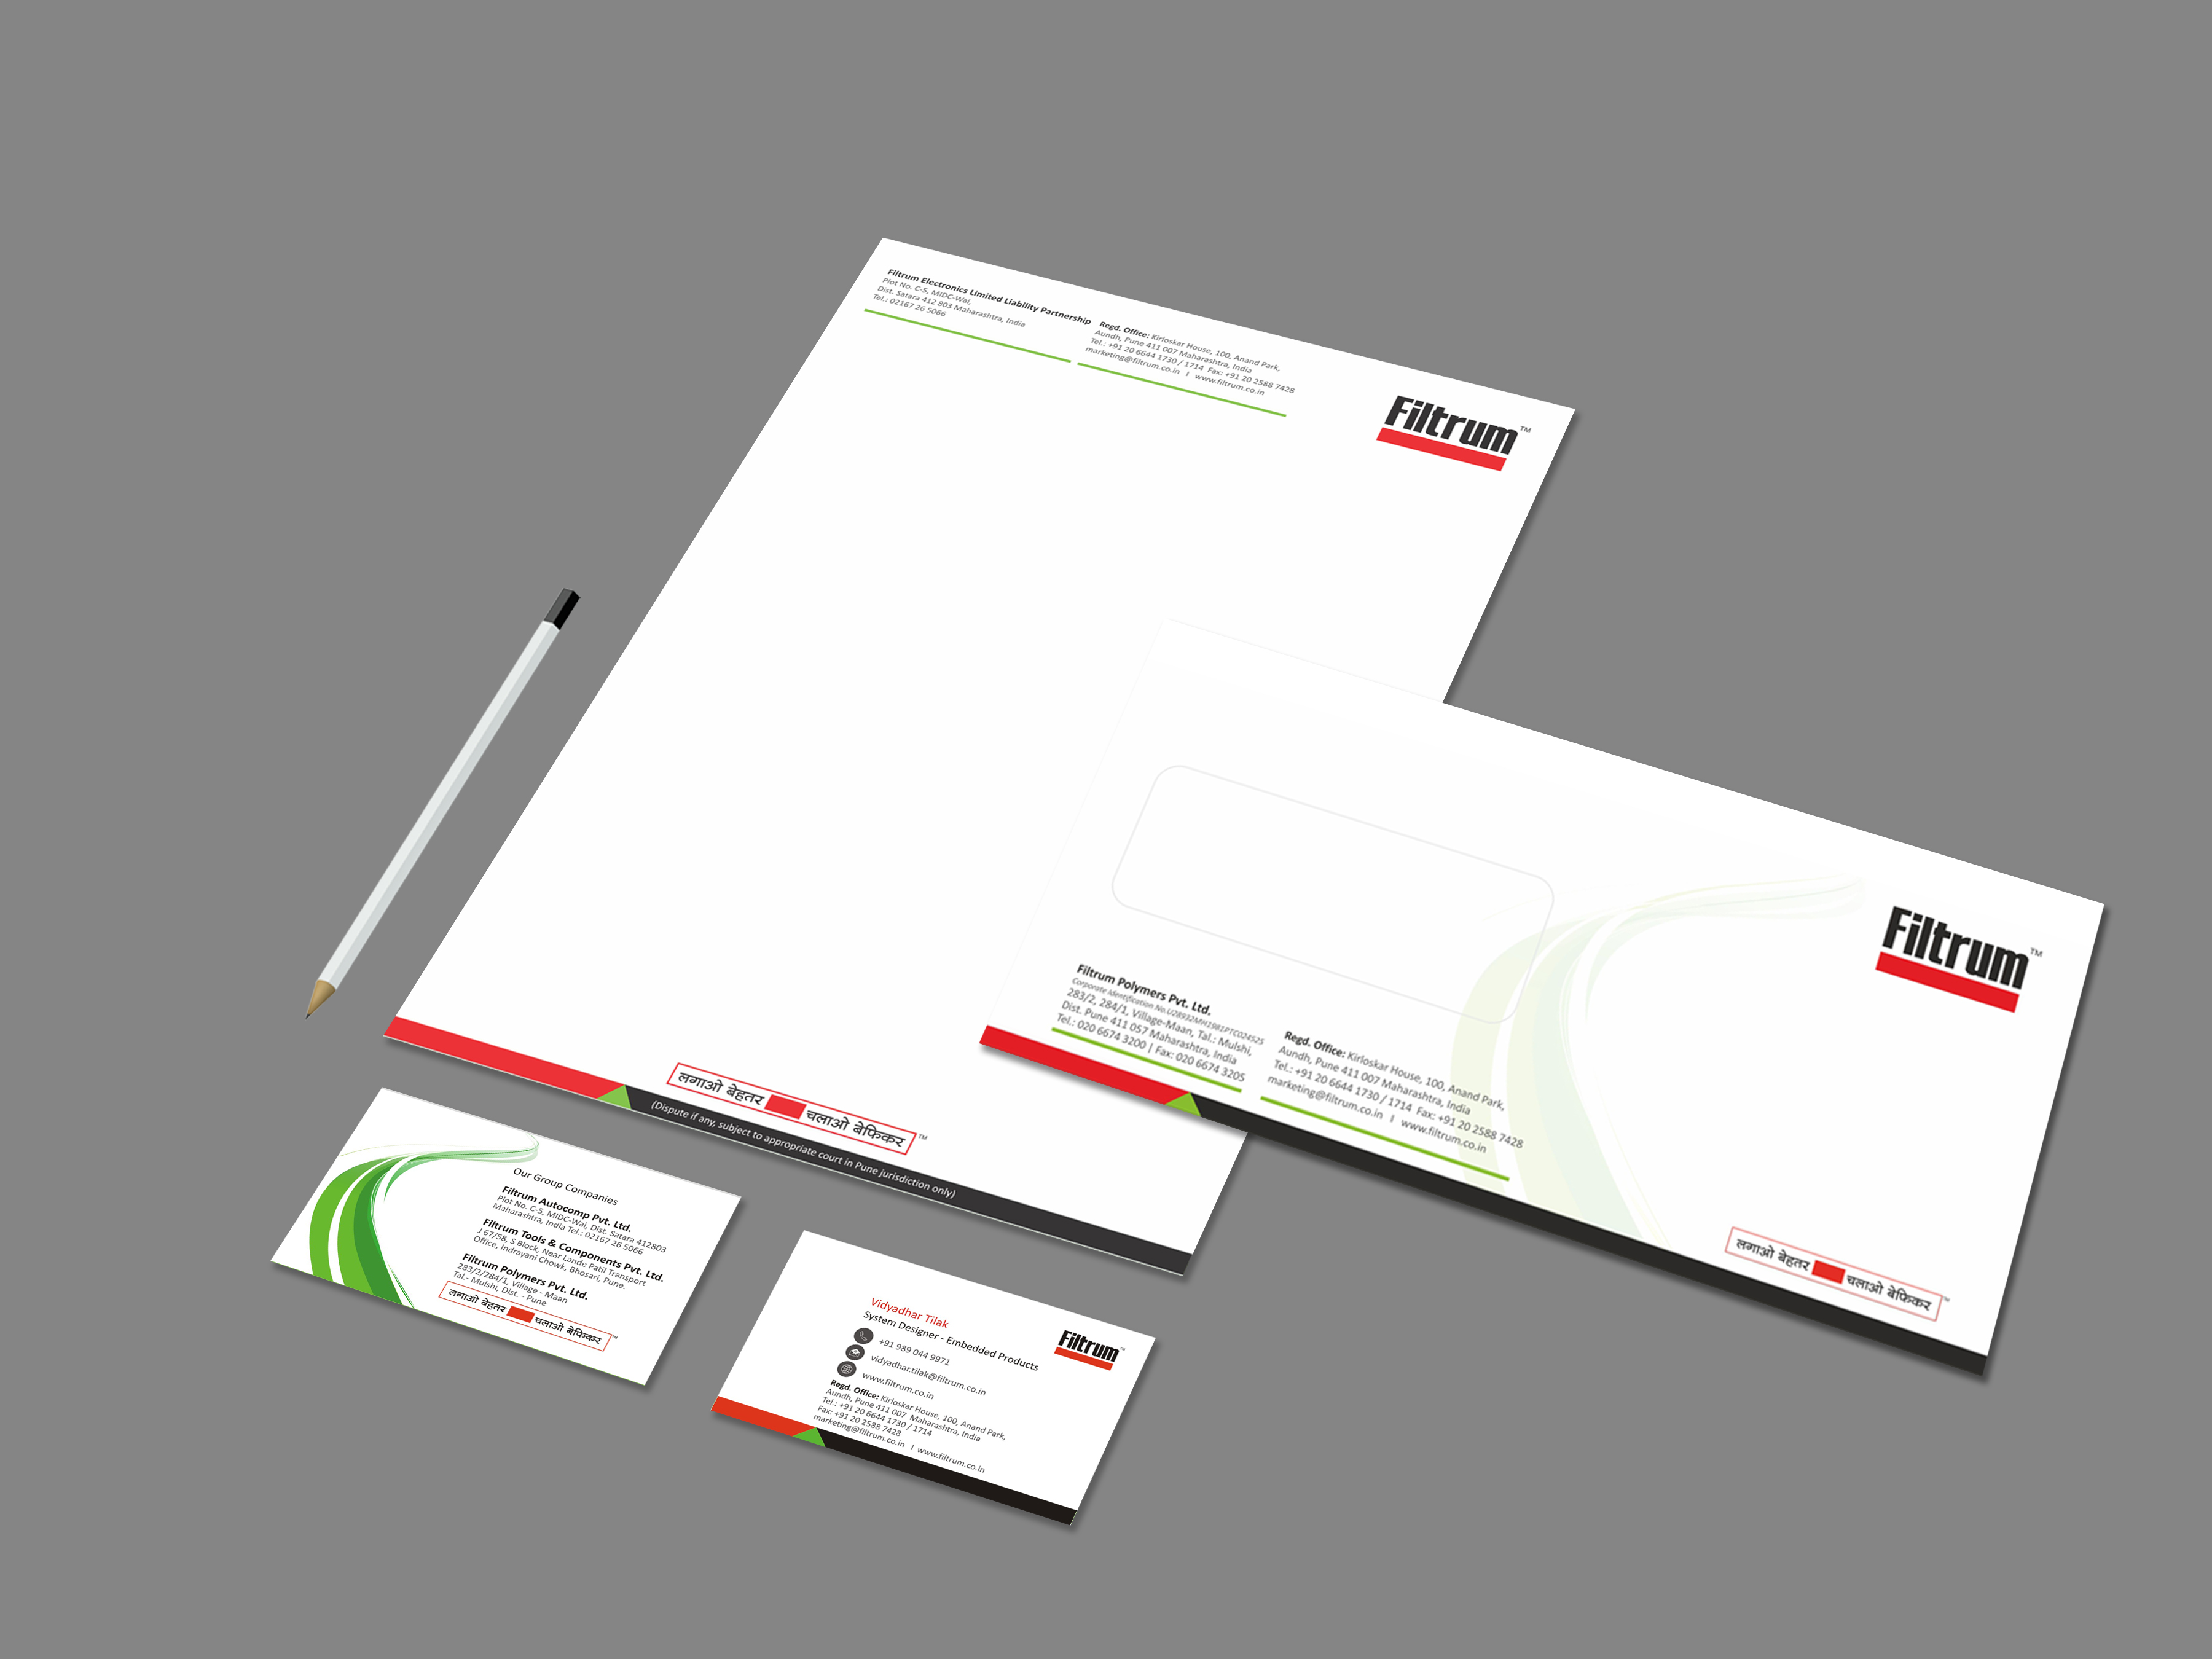 Filtrum Electronics Limited Liability Partnership
Plot No. C-5, MIDC-Wai,
Dist. Satara 412 803 Maharashtra, India
Tel.: 02167 26 5066
Regd. Office: Kirloskar House, 100, Anand Park,
Aundh, Pune 411 007 Maharashtra, India
Tel.: +91 20 6644 1730 / 1714 Fax: +91 20 2588 7428
marketing@filtrum.co.in I www.filtrum.co.in
Filtrum™
लगाओ बेहतर चलाओ बेफिकर™
(Dispute if any, subject to appropriate court in Pune jurisdiction only)
Filtrum™
Filtrum Polymers Pvt. Ltd.
Corporate Identification No.U28932MH1981PTC024525
283/2, 284/1, Village-Maan, Tal.: Mulshi,
Dist. Pune 411 057 Maharashtra, India
Tel.: 020 6674 3200 | Fax: 020 6674 3205
Regd. Office: Kirloskar House, 100, Anand Park,
Aundh, Pune 411 007 Maharashtra, India
Tel.: +91 20 6644 1730 / 1714 Fax: +91 20 2588 7428
marketing@filtrum.co.in I www.filtrum.co.in
लगाओ बेहतर चलाओ बेफिकर™
Our Group Companies
Filtrum Autocomp Pvt. Ltd.
Plot No. C-5, MIDC-Wai, Dist. Satara 412803
Maharashtra, India Tel.: 02167 26 5066
Filtrum Tools & Components Pvt. Ltd.
J 67/58, S Block, Near Lande Patil Transport
Office, Indrayani Chowk, Bhosari, Pune.
Filtrum Polymers Pvt. Ltd.
283/2/284/1, Village - Maan
Tal.- Mulshi, Dist. - Pune
लगाओ बेहतर चलाओ बेफिकर™
Vidyadhar Tilak
System Designer - Embedded Products
Filtrum™
+91 989 044 9971
vidyadhar.tilak@filtrum.co.in
www.filtrum.co.in
Regd. Office: Kirloskar House, 100, Anand Park,
Aundh, Pune 411 007 Maharashtra, India
Tel.: +91 20 6644 1730 / 1714
Fax: +91 20 2588 7428
marketing@filtrum.co.in I www.filtrum.co.in